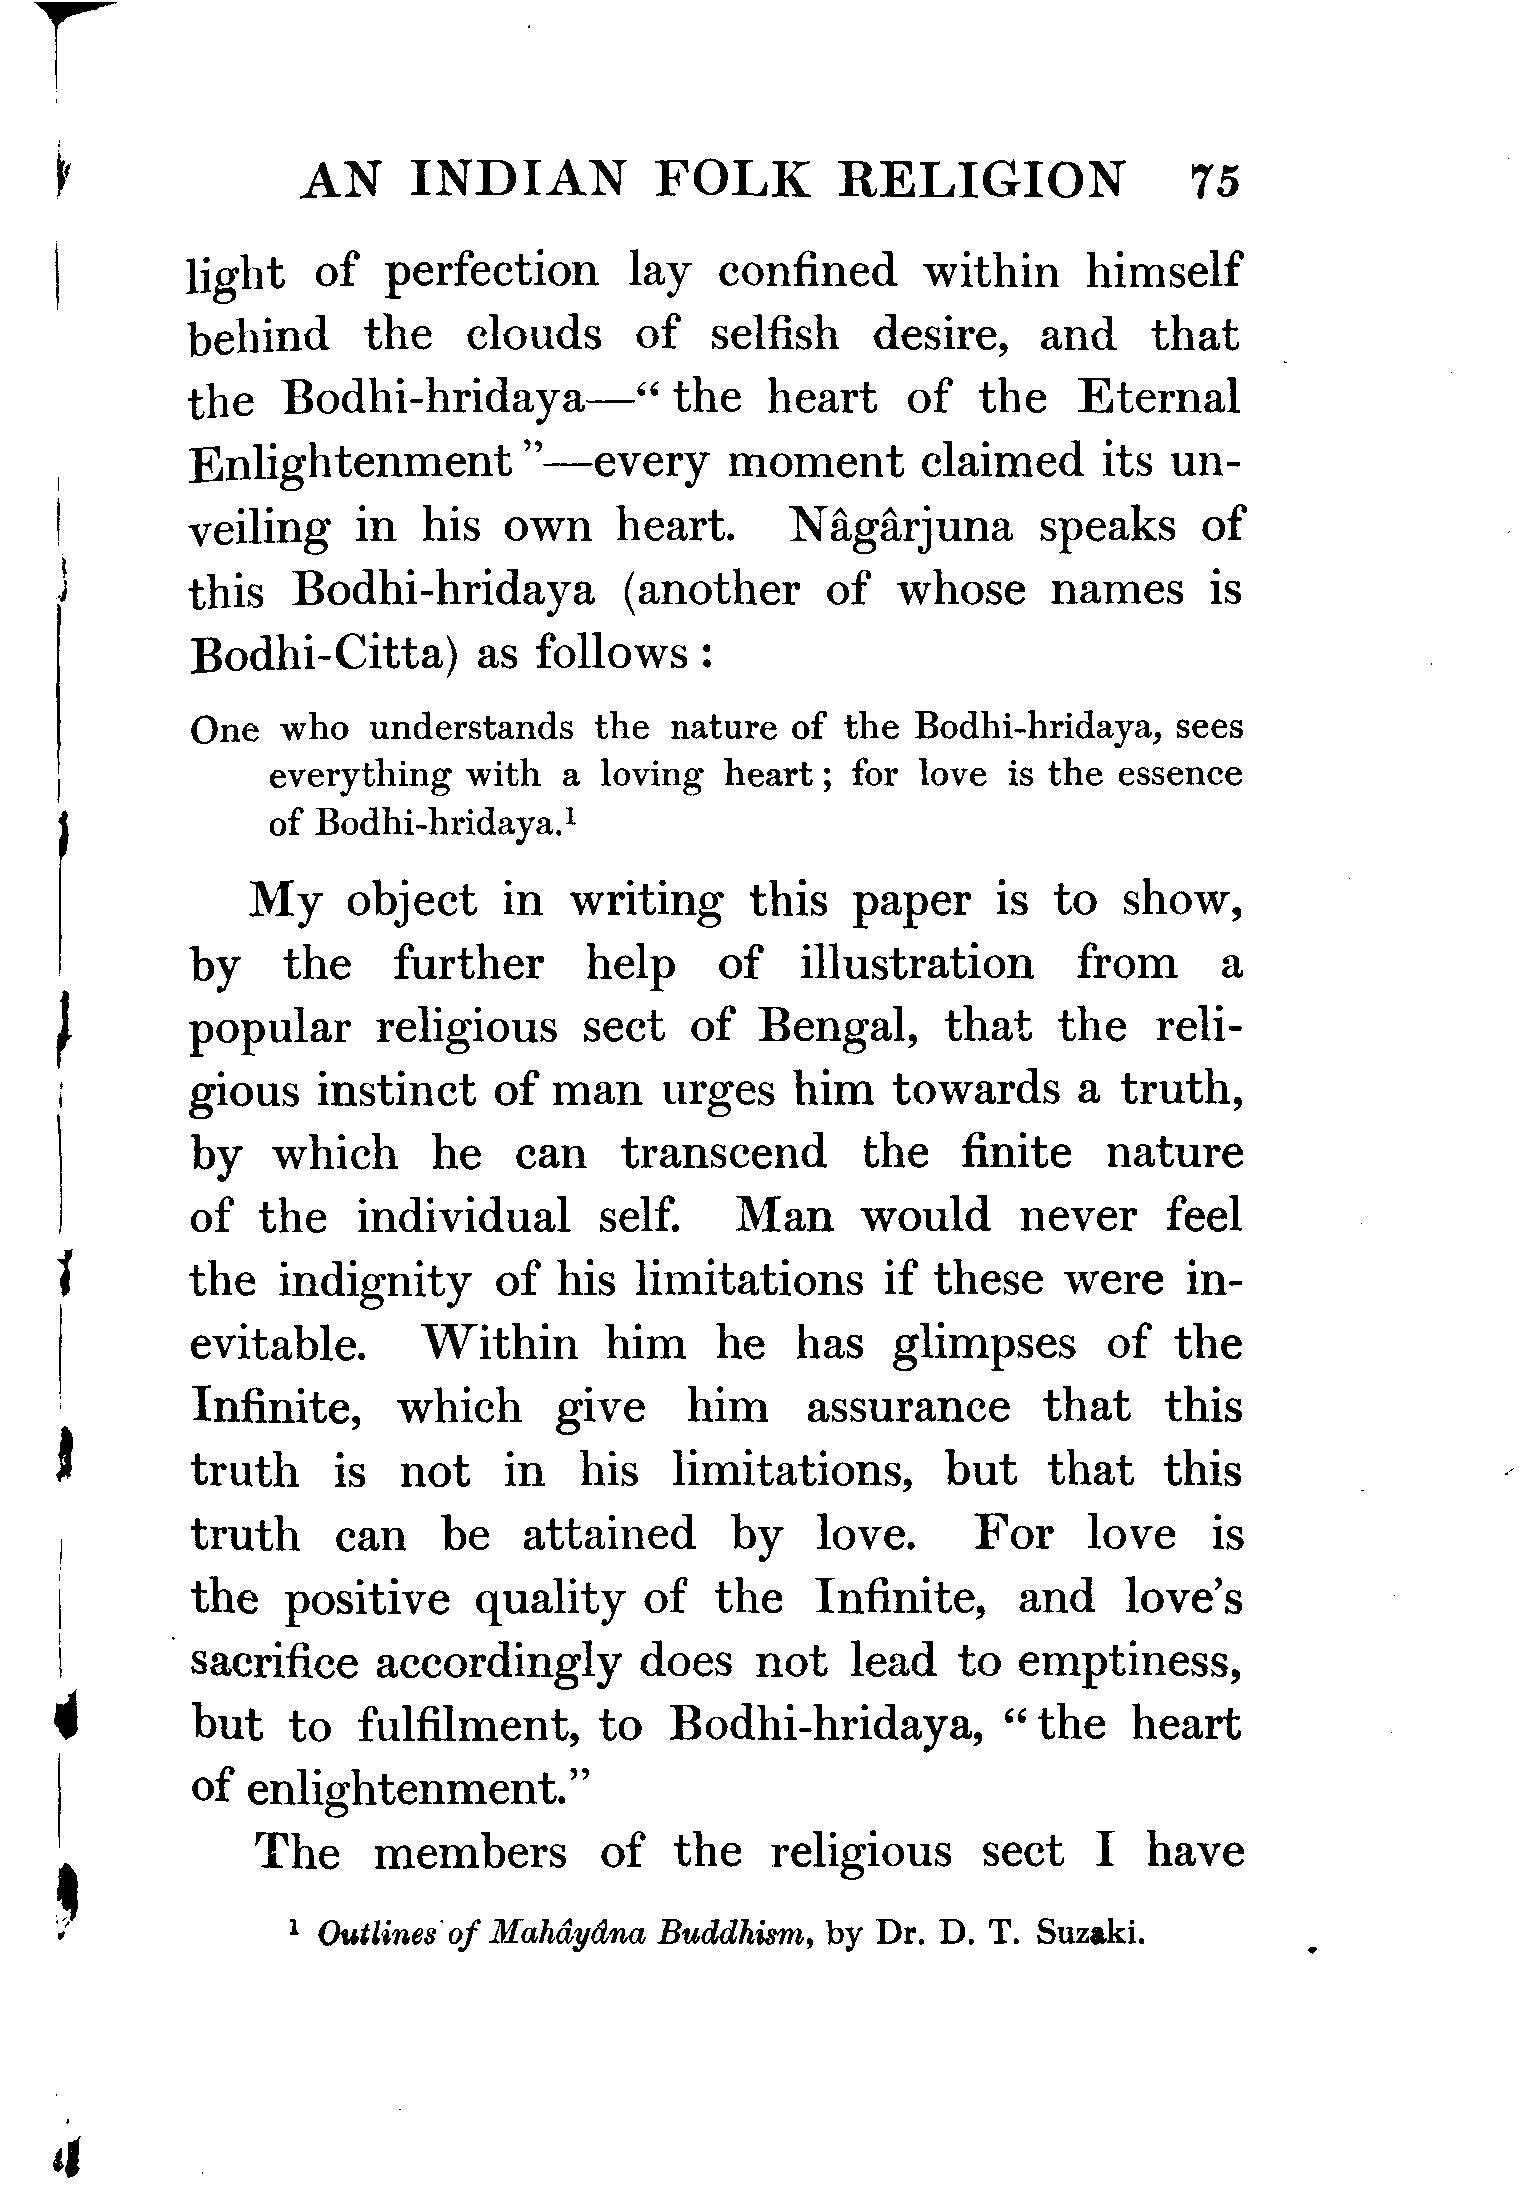 AN INDIAN FOLK RELIGION 75
light of perfection lay confined within himself
behind the clouds of selfish desire, and that
the Bodhi-hridaya—“ the heart of the Eternal
Enlightenment ”—every moment claimed its un-
veiling in his own heart. Nâgârjuna speaks of
this Bodhi-hridaya (another of whose names is
Bodhi-Citta) as follows :
One who understands the nature of the Bodhi-hridaya, sees
everything with a loving heart ; for love is the essence
of Bodhi-hridaya.¹
My object in writing this paper is to show,
by the further help of illustration from a
popular religious sect of Bengal, that the reli-
gious instinct of man urges him towards a truth,
by which he can transcend the finite nature
of the individual self. Man would never feel
the indignity of his limitations if these were in-
evitable. Within him he has glimpses of the
Infinite, which give him assurance that this
truth is not in his limitations, but that this
truth can be attained by love. For love is
the positive quality of the Infinite, and love’s
sacrifice accordingly does not lead to emptiness,
but to fulfilment, to Bodhi-hridaya, “ the heart
of enlightenment.”
The members of the religious sect I have
¹ Outlines of Mahâyâna Buddhism, by Dr. D. T. Suzaki.